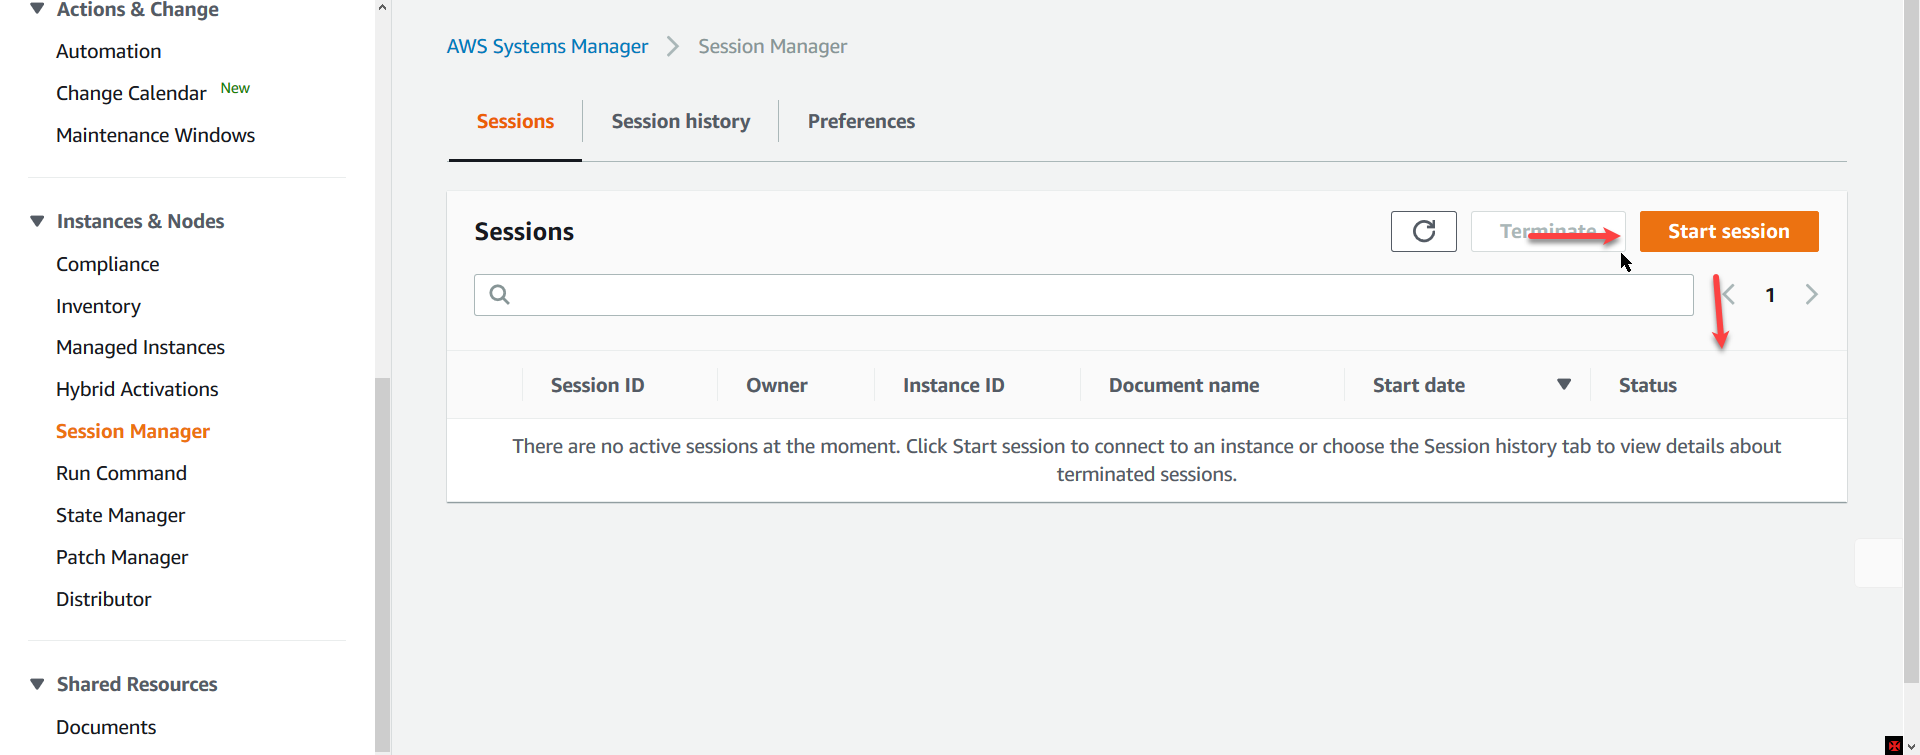 Actions & Change
Automation
Change Calendar New
Maintenance Windows
Instances & Nodes
Compliance
Inventory
Managed Instances
Hybrid Activations
Session Manager
Run Command
State Manager
Patch Manager
Distributor
Shared Resources
Documents
AWS Systems Manager Session Manager
Sessions Session history Preferences
Sessions Terminate Start session
1
Session ID Owner Instance ID Document name Start date Status
There are no active sessions at the moment. Click Start session to connect to an instance or choose the Session history tab to view details about
terminated sessions.